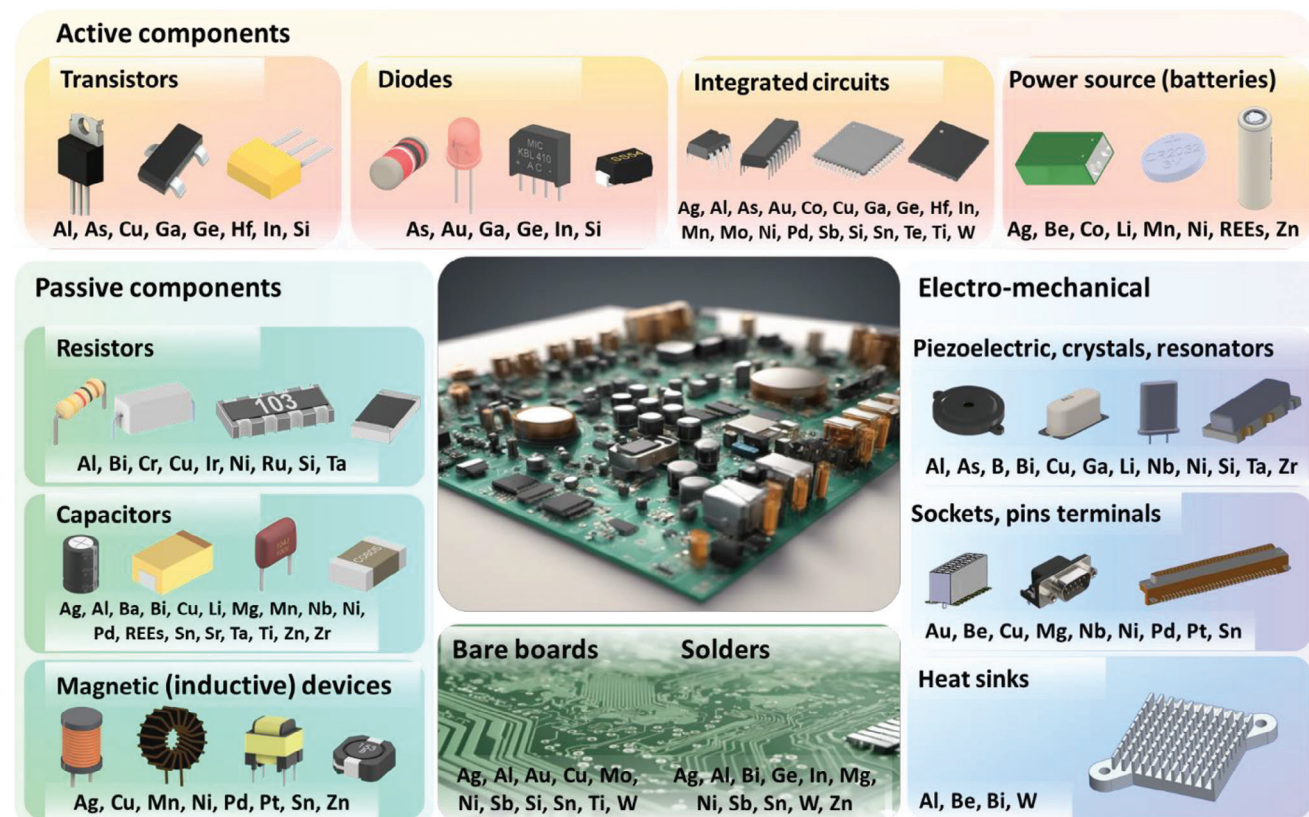 Active components
Transistors
Al, As, Cu, Ga, Ge, Hf, In, Si
Diodes
MIC
KBL 410
AC
SS54
As, Au, Ga, Ge, In, Si
Integrated circuits
Ag, Al, As, Au, Co, Cu, Ga, Ge, Hf, In,
Mn, Mo, Ni, Pd, Sb, Si, Sn, Te, Ti, W
Power source (batteries)
CR2032
3V
Ag, Be, Co, Li, Mn, Ni, REEs, Zn
Passive components
Resistors
103
Al, Bi, Cr, Cu, Ir, Ni, Ru, Si, Ta
Capacitors
Ag, Al, Ba, Bi, Cu, Li, Mg, Mn, Nb, Ni,
Pd, REEs, Sn, Sr, Ta, Ti, Zn, Zr
Magnetic (inductive) devices
Ag, Cu, Mn, Ni, Pd, Pt, Sn, Zn
Bare boards
Ag, Al, Au, Cu, Mo,
Ni, Sb, Si, Sn, Ti, W
Solders
Ag, Al, Bi, Ge, In, Mg,
Ni, Sb, Sn, W, Zn
Electro-mechanical
Piezoelectric, crystals, resonators
Al, As, B, Bi, Cu, Ga, Li, Nb, Ni, Si, Ta, Zr
Sockets, pins terminals
Au, Be, Cu, Mg, Nb, Ni, Pd, Pt, Sn
Heat sinks
Al, Be, Bi, W